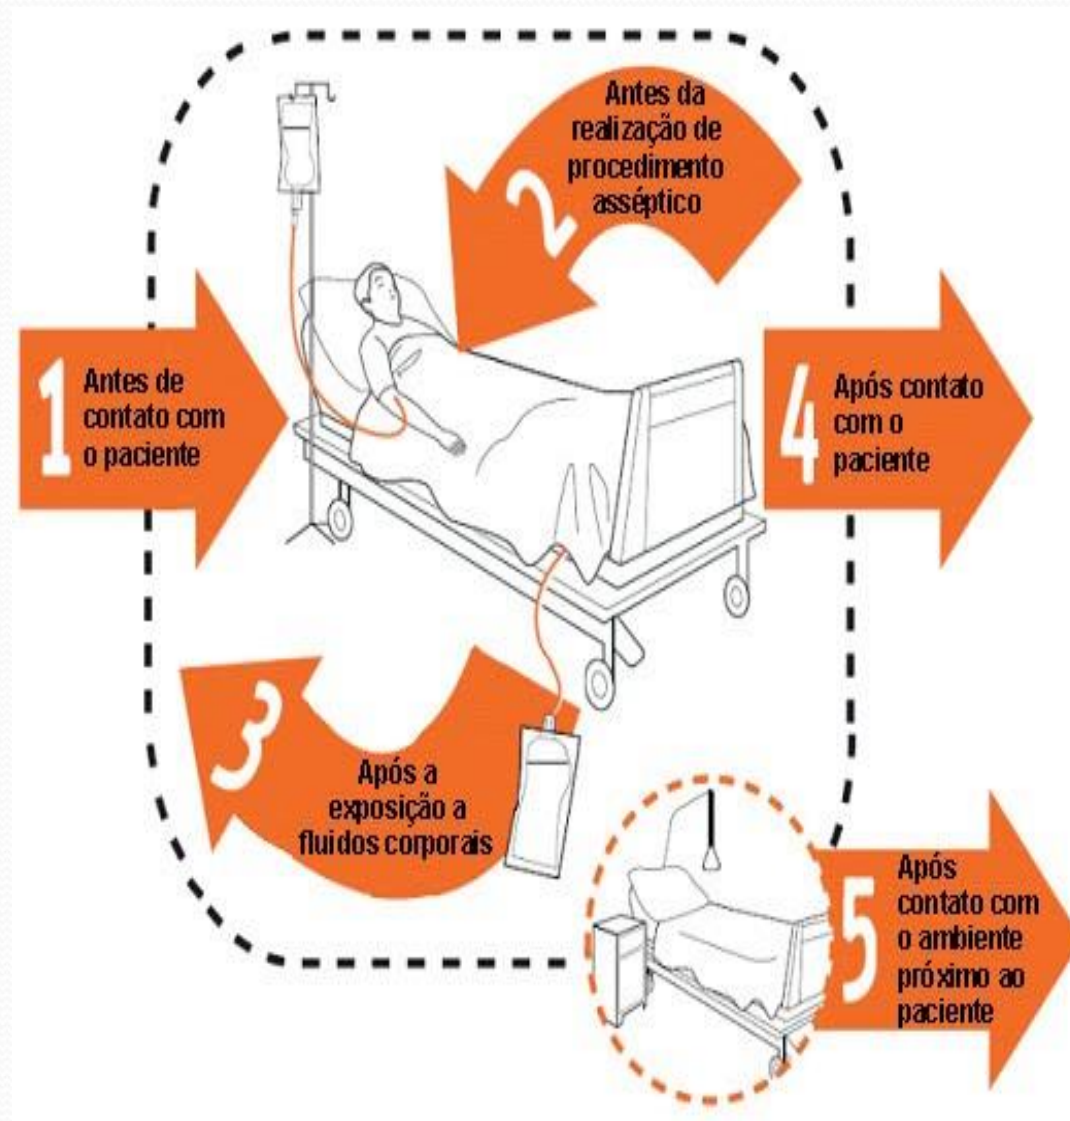 1
Antes de
contato com
o paciente
2
Antes da
realização de
procedimento
asséptico
3
Após a
exposição a
fluidos corporais
4
Após contato
com o
paciente
5
Após
contato com
o ambiente
próximo ao
paciente